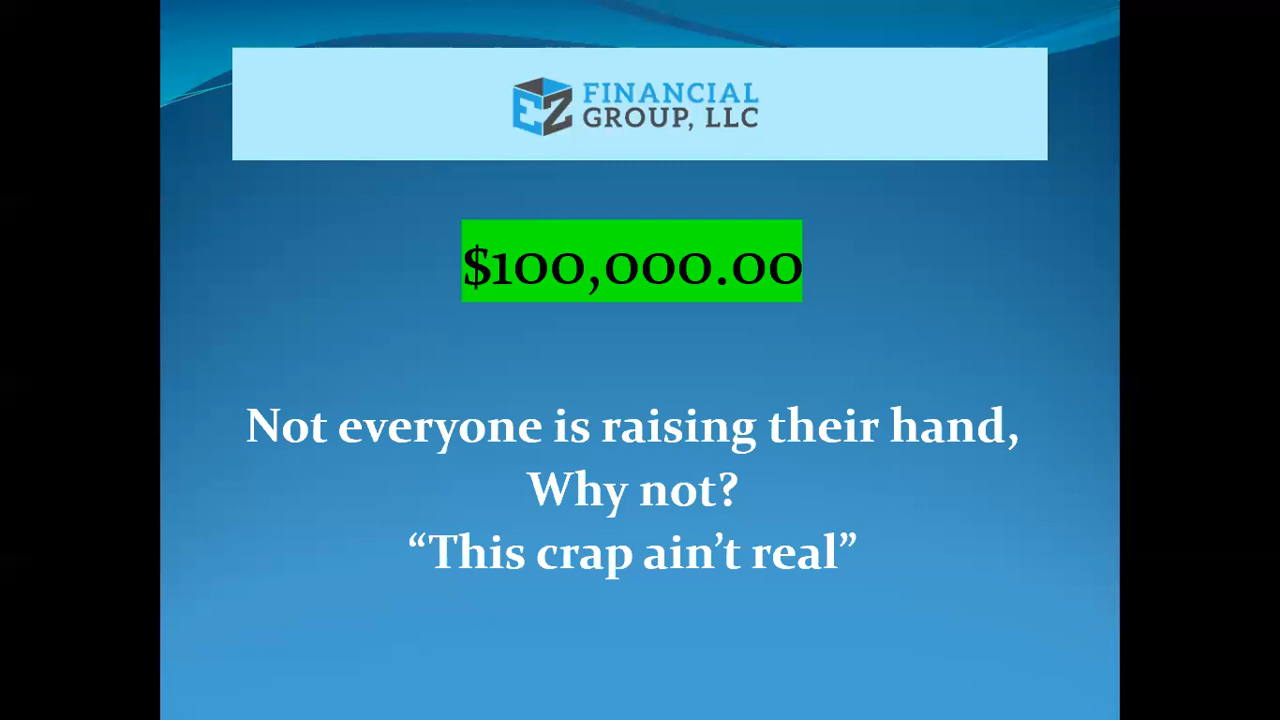 EZ FINANCIAL
GROUP, LLC
$100,000.00
Not everyone is raising their hand,
Why not?
“This crap ain’t real”